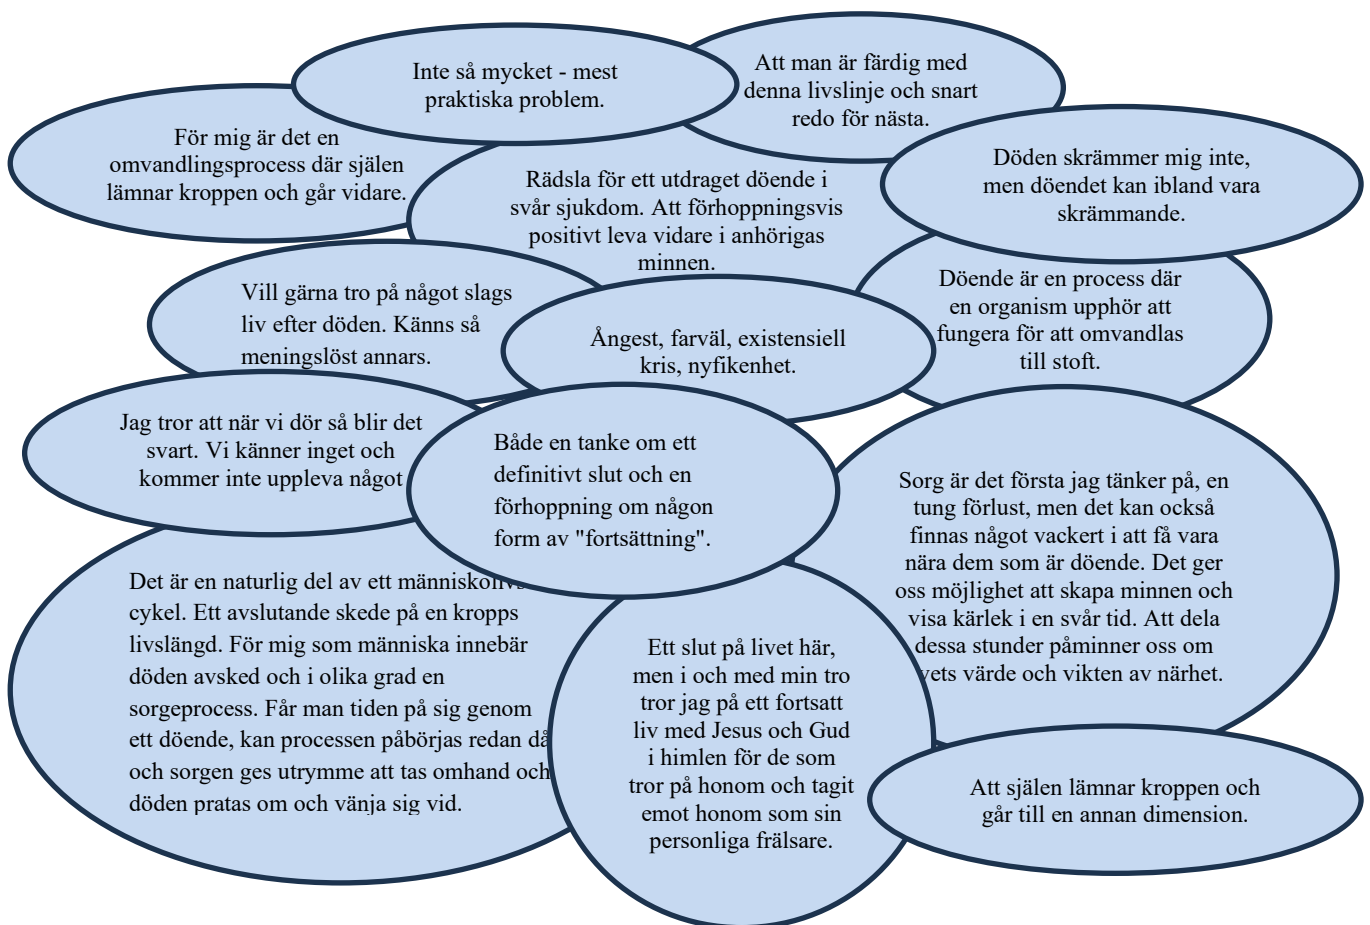 Inte så mycket - mest
praktiska problem.
Att man är färdig med
denna livslinje och snart
redo för nästa.
För mig är det en
omvandlingsprocess där själen
lämnar kroppen och går vidare.
Rädsla för ett utdraget döende i
svår sjukdom. Att förhoppningsvis
positivt leva vidare i anhörigas
minnen.
Döden skrämmer mig inte,
men döendet kan ibland vara
skrämmande.
Vill gärna tro på något slags
liv efter döden. Känns så
meningslöst annars.
Ångest, farväl, existensiell
kris, nyfikenhet.
Döende är en process där
en organism upphör att
fungera för att omvandlas
till stoft.
Jag tror att när vi dör så blir det
svart. Vi känner inget och
kommer inte uppleva något
Både en tanke om ett
definitivt slut och en
förhoppning om någon
form av "fortsättning".
Sorg är det första jag tänker på, en
tung förlust, men det kan också
finnas något vackert i att få vara
nära dem som är döende. Det ger
oss möjlighet att skapa minnen och
visa kärlek i en svår tid. Att dela
dessa stunder påminner oss om
vets värde och vikten av närhet.
Det är en naturlig del av ett människolivs
cykel. Ett avslutande skede på en kropps
livslängd. För mig som människa innebär
döden avsked och i olika grad en
sorgeprocess. Får man tiden på sig genom
ett döende, kan processen påbörjas redan då
och sorgen ges utrymme att tas omhand och
döden pratas om och vänja sig vid.
Ett slut på livet här,
men i och med min tro
tror jag på ett fortsatt
liv med Jesus och Gud
i himlen för de som
tror på honom och tagit
emot honom som sin
personliga frälsare.
Att själen lämnar kroppen och
går till en annan dimension.